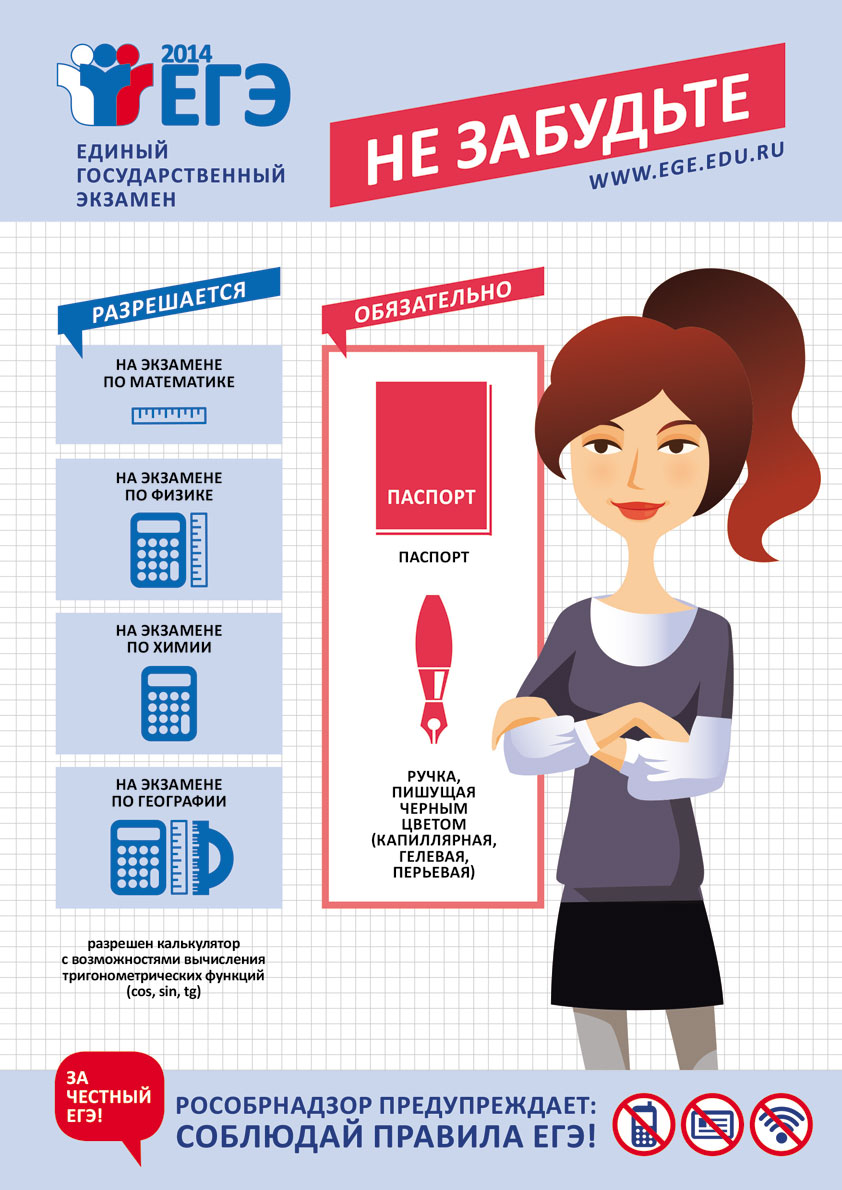 2014
ЕГЭ
ЕДИНЫЙ
ГОСУДАРСТВЕННЫЙ
ЭКЗАМЕН
НЕ ЗАБУДЬТЕ
WWW.EGE.EDU.RU
РАЗРЕШАЕТСЯ
НА ЭКЗАМЕНЕ
ПО МАТЕМАТИКЕ
НА ЭКЗАМЕНЕ
ПО ФИЗИКЕ
НА ЭКЗАМЕНЕ
ПО ХИМИИ
НА ЭКЗАМЕНЕ
ПО ГЕОГРАФИИ
разрешен калькулятор
с возможностями вычисления
тригонометрических функций
(cos, sin, tg)
ОБЯЗАТЕЛЬНО
ПАСПОРТ
ПАСПОРТ
РУЧКА,
ПИШУЩАЯ
ЧЕРНЫМ
ЦВЕТОМ
(КАПИЛЛЯРНАЯ,
ГЕЛЕВАЯ,
ПЕРЬЕВАЯ)
ЗА
ЧЕСТНЫЙ
ЕГЭ!
РОСОБРНАДЗОР ПРЕДУПРЕЖДАЕТ:
СОБЛЮДАЙ ПРАВИЛА ЕГЭ!